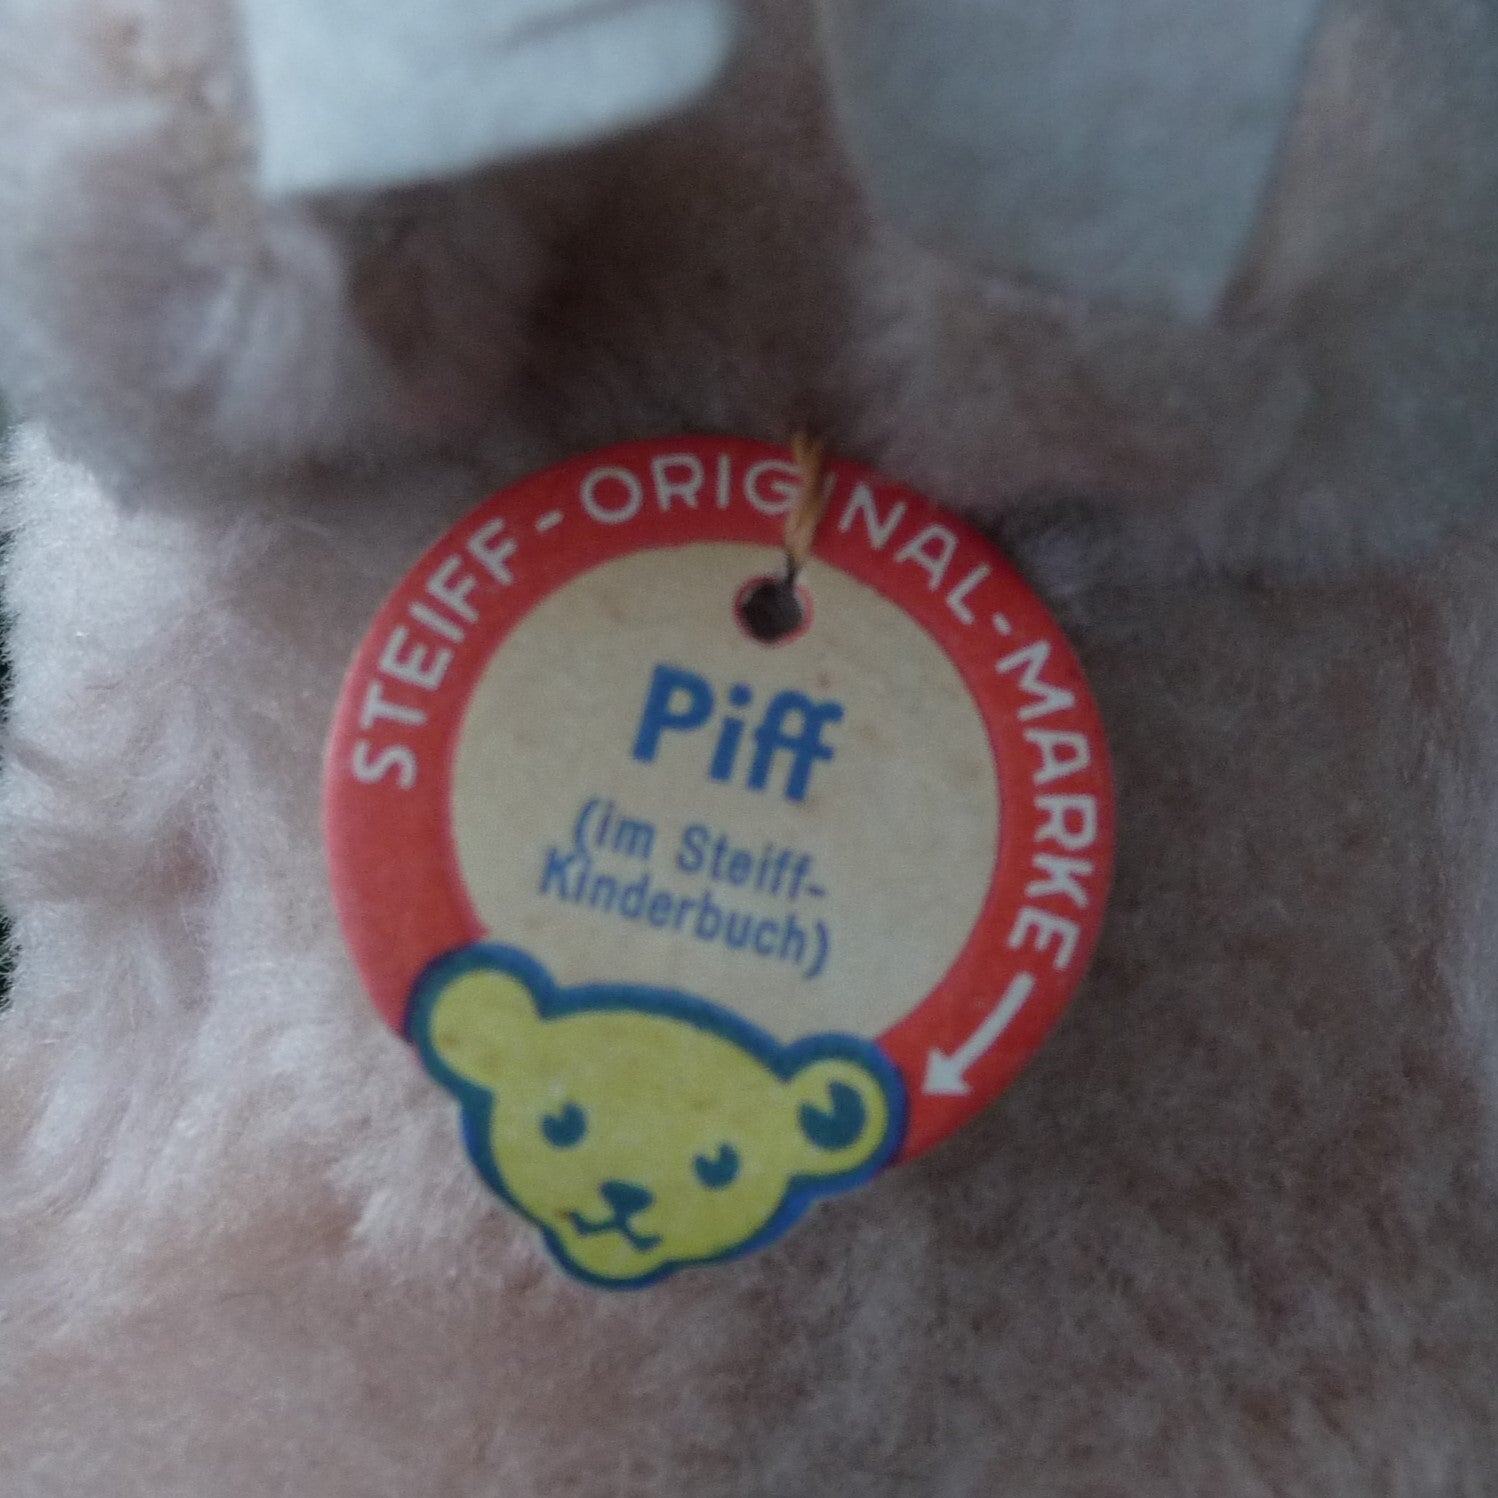 STEIFF-ORIGINAL-MARKE
Piff
(im Steiff-
Kinderbuch)